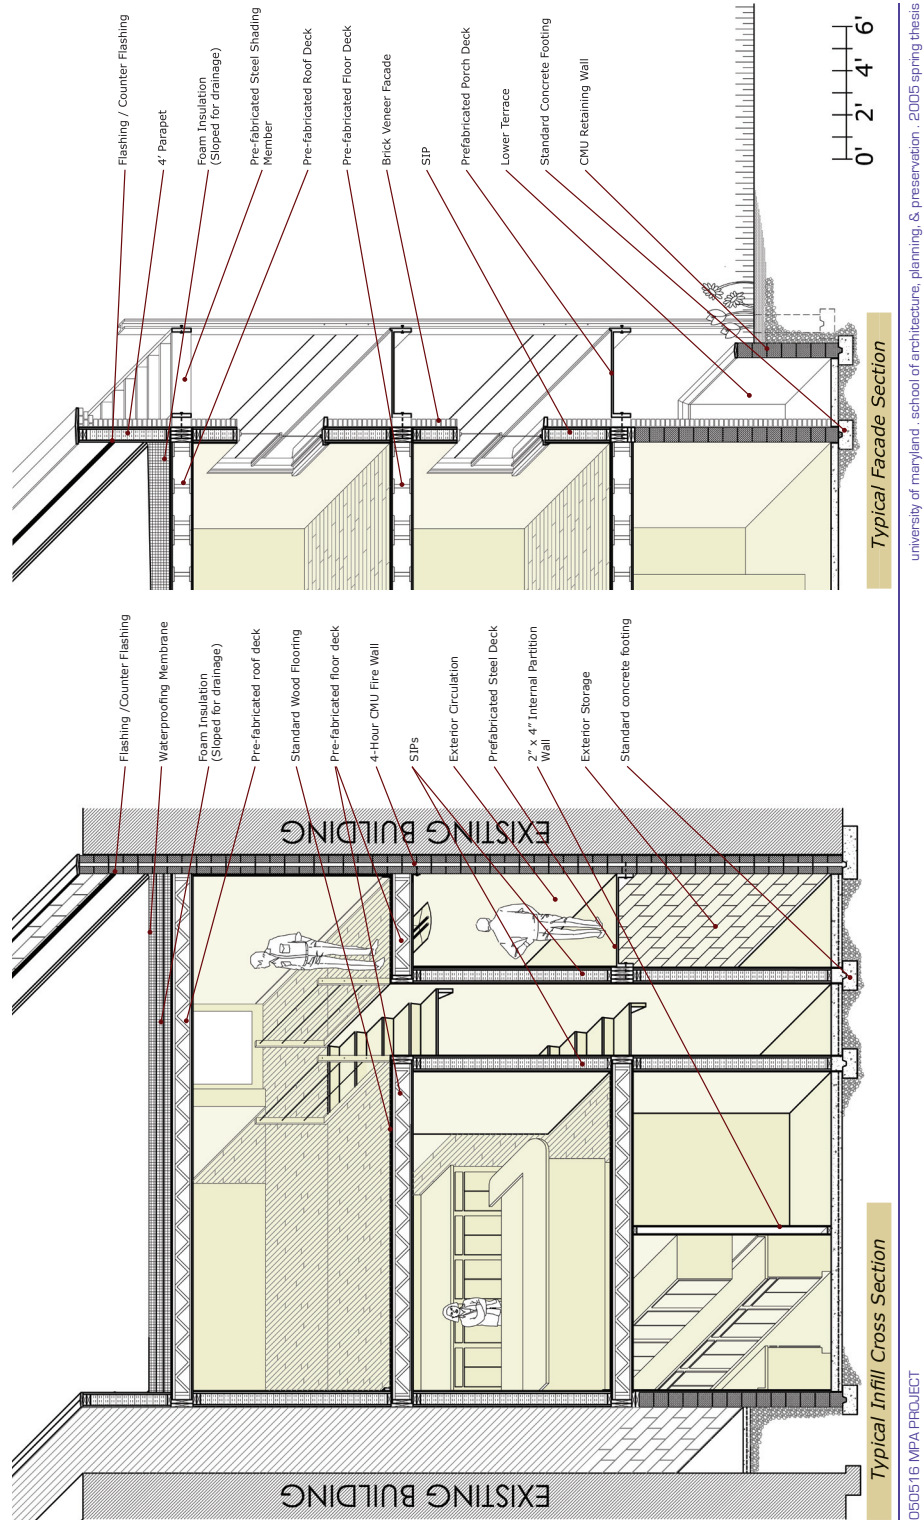 Flashing /Counter Flashing
Waterproofing Membrane
Foam Insulation
(Sloped for drainage)
Pre-fabricated roof deck
Standard Wood Flooring
Pre-fabricated floor deck
4-Hour CMU Fire Wall
SIPs
Exterior Circulation
Prefabricated Steel Deck
2" x 4" Internal Partition
Wall
Exterior Storage
Standard concrete footing
EXISTING BUILDING
EXISTING BUILDING
Typical Infill Cross Section
Flashing / Counter Flashing
4' Parapet
Foam Insulation
(Sloped for drainage)
Pre-fabricated Steel Shading
Member
Pre-fabricated Roof Deck
Pre-fabricated Floor Deck
Brick Veneer Facade
SIP
Prefabricated Porch Deck
Lower Terrace
Standard Concrete Footing
CMU Retaining Wall
0' 2' 4' 6'
Typical Facade Section
050516 MPA PROJECT
university of maryland . school of architecture, planning, & preservation . 2005 spring thesis